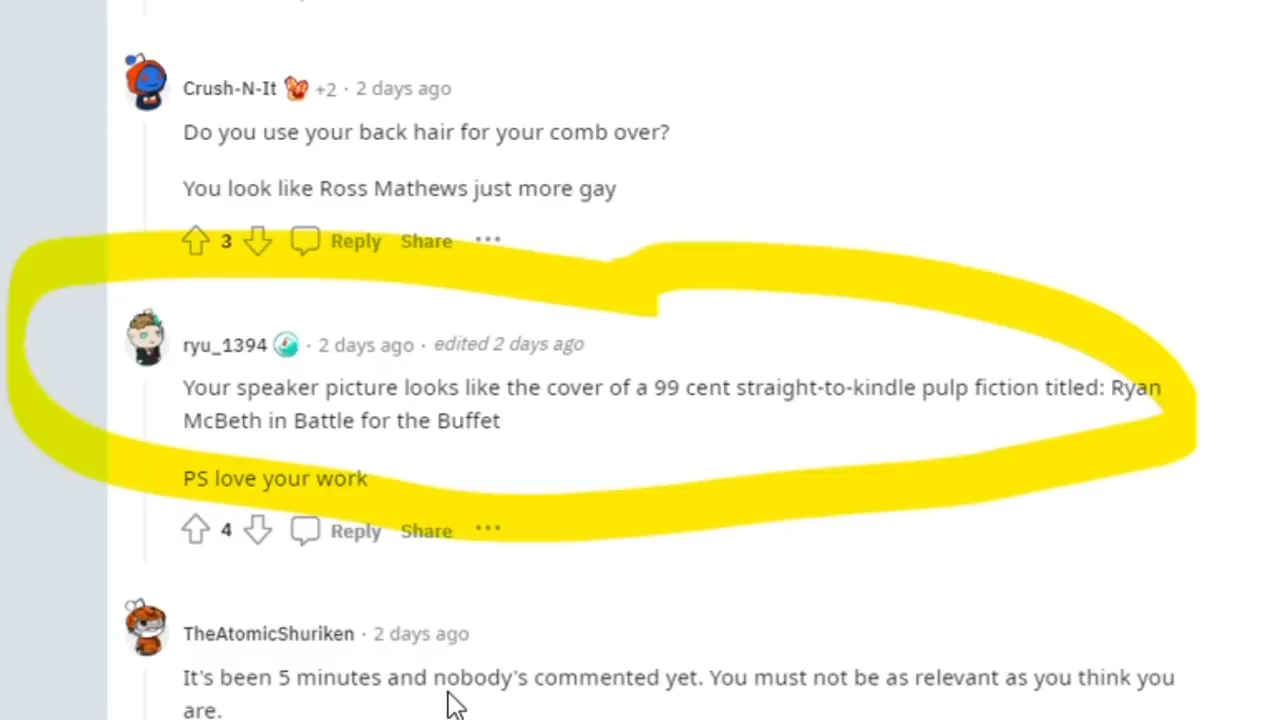 Crush-N-It +2 · 2 days ago
Do you use your back hair for your comb over?
You look like Ross Mathews just more gay
3 Reply Share ···
ryu_1394 · 2 days ago · edited 2 days ago
Your speaker picture looks like the cover of a 99 cent straight-to-kindle pulp fiction titled: Ryan
McBeth in Battle for the Buffet
PS love your work
4 Reply Share ···
TheAtomicShuriken · 2 days ago
It's been 5 minutes and nobody's commented yet. You must not be as relevant as you think you
are.